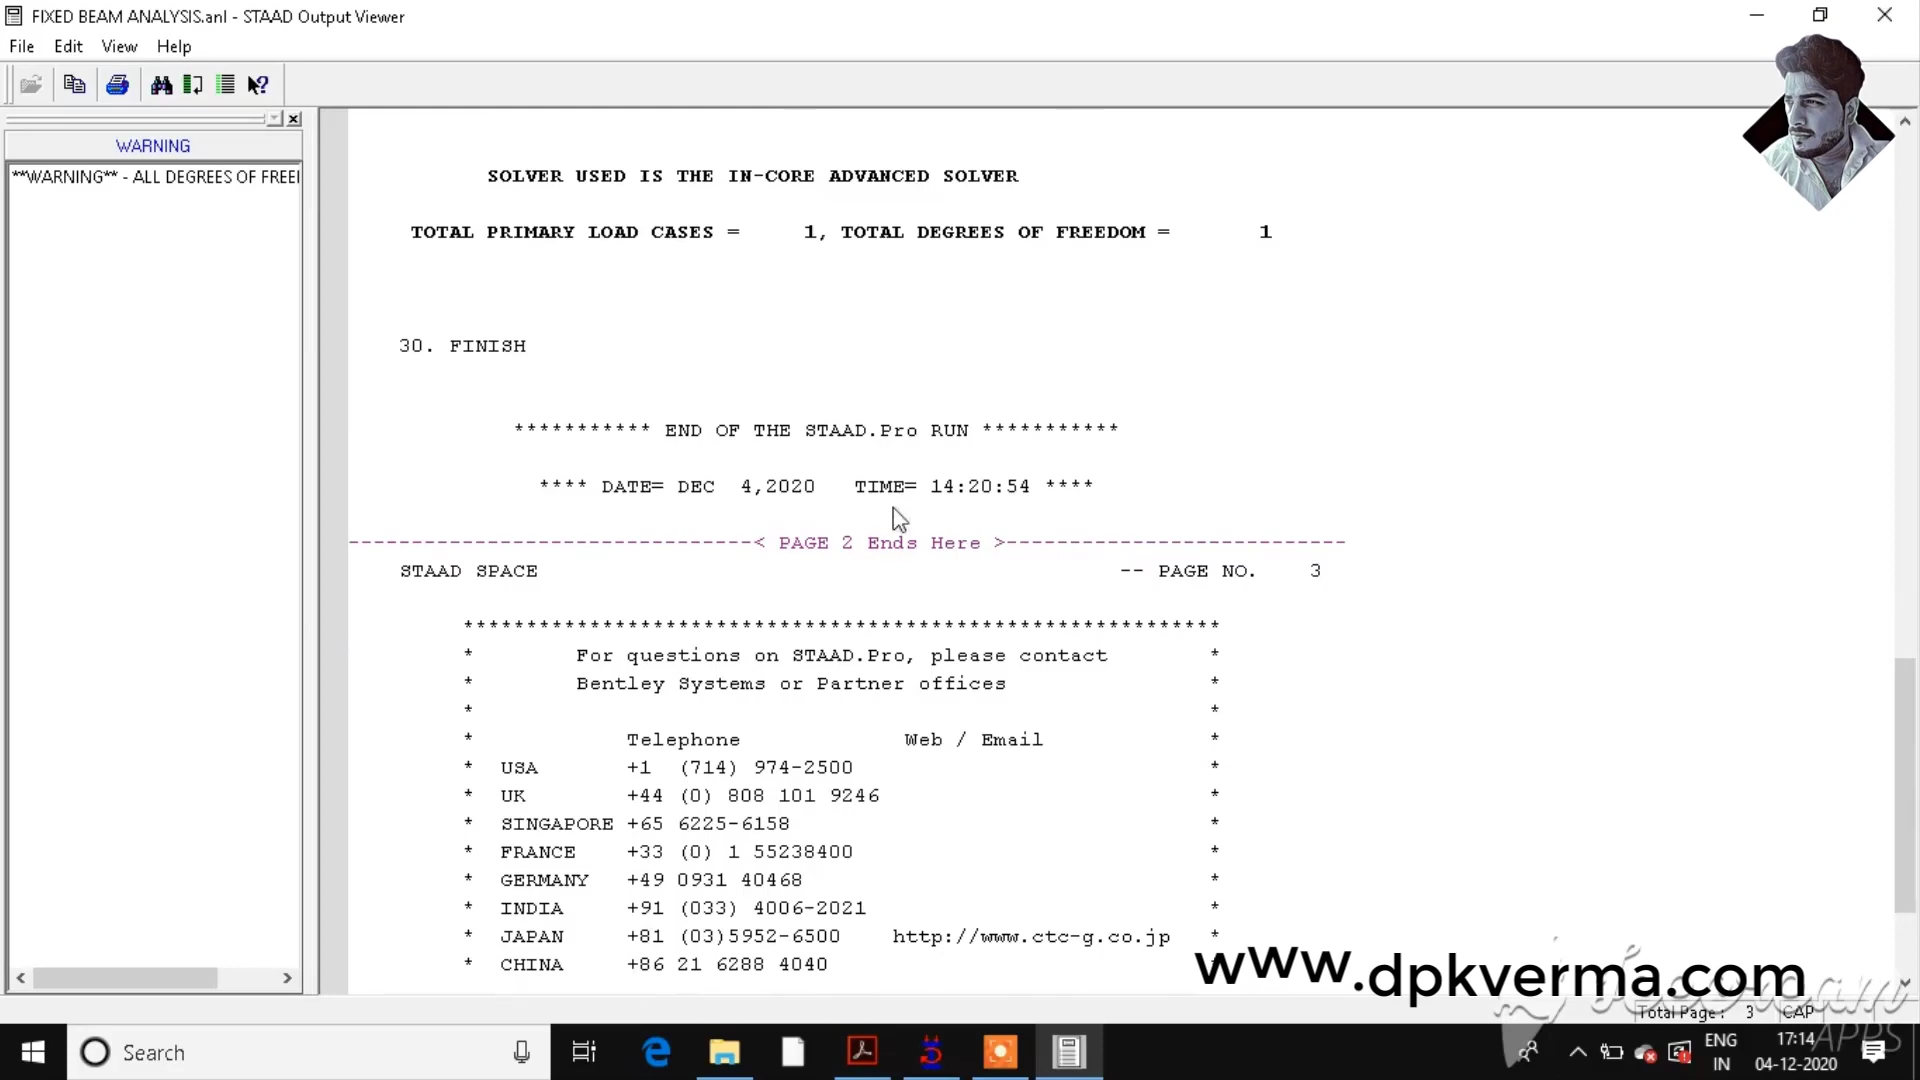 FIXED BEAM ANALYSIS.anl - STAAD Output Viewer
File Edit View Help
WARNING
**WARNING** - ALL DEGREES OF FREE
SOLVER USED IS THE IN-CORE ADVANCED SOLVER
TOTAL PRIMARY LOAD CASES = 1, TOTAL DEGREES OF FREEDOM = 1
30. FINISH
*********** END OF THE STAAD.Pro RUN ***********
**** DATE= DEC 4,2020 TIME= 14:20:54 ****
--------------------------------< PAGE 2 Ends Here >---------------------------
STAAD SPACE -- PAGE NO. 3
************************************************************
* For questions on STAAD.Pro, please contact *
* Bentley Systems or Partner offices *
* *
* Telephone Web / Email *
* USA +1 (714) 974-2500 *
* UK +44 (0) 808 101 9246 *
* SINGAPORE +65 6225-6158 *
* FRANCE +33 (0) 1 55238400 *
* GERMANY +49 0931 40468 *
* INDIA +91 (033) 4006-2021 *
* JAPAN +81 (03)5952-6500 http://www.ctc-g.co.jp *
* CHINA +86 21 6288 4040
www.dpkverma.com
Total Page : 3 CAP
APPS
Search
ENG
IN
17:14
04-12-2020